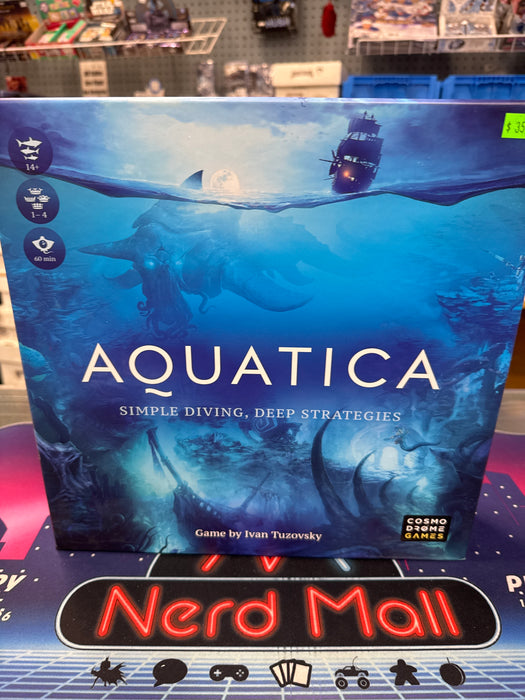 $ 35
14+
1–4
60 min
AQUATICA
SIMPLE DIVING, DEEP STRATEGIES
Game by Ivan Tuzovsky
COSMO
DROME
GAMES
Nerd Mall